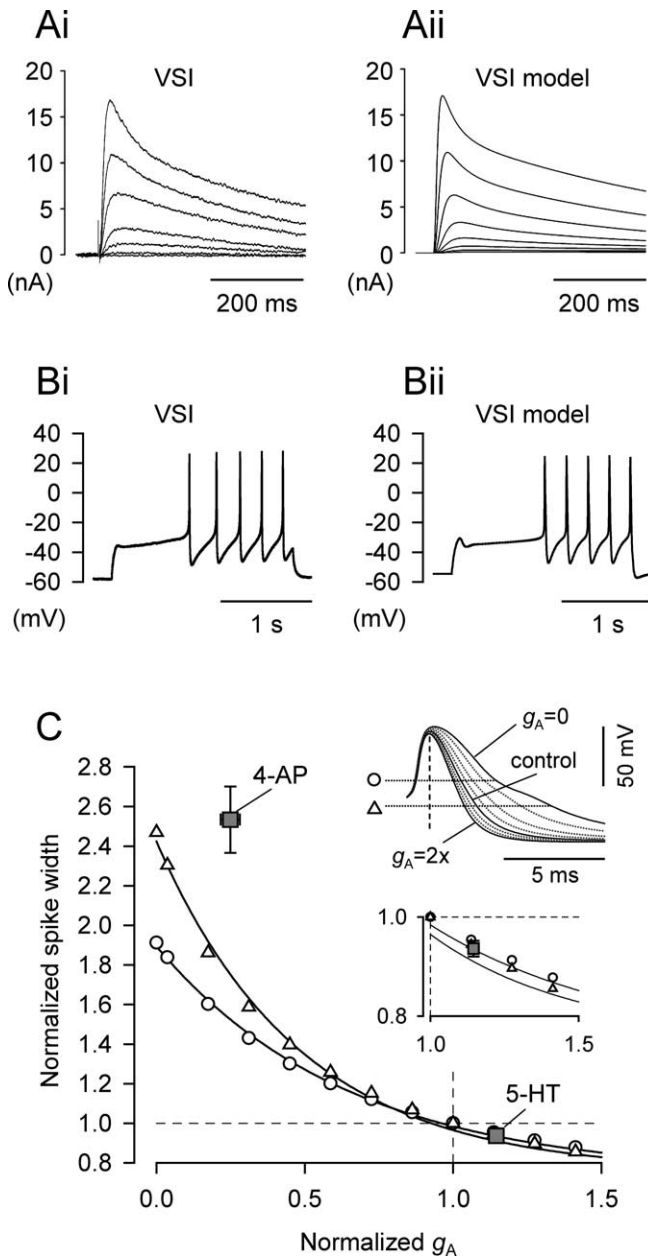 Ai
Aii
VSI
VSI model
20
15
10
5
0
(nA)
200 ms
20
15
10
5
0
(nA)
200 ms
Bi
Bii
VSI
VSI model
40
20
0
-20
-40
-60
(mV)
1 s
40
20
0
-20
-40
-60
(mV)
1 s
C
Normalized spike width
2.8
2.6
2.4
2.2
2.0
1.8
1.6
1.4
1.2
1.0
0.8
4-AP
5-HT
0.0
0.5
1.0
1.5
Normalized gA
gA=0
control
gA=2x
50 mV
5 ms
1.0
0.8
1.0
1.5